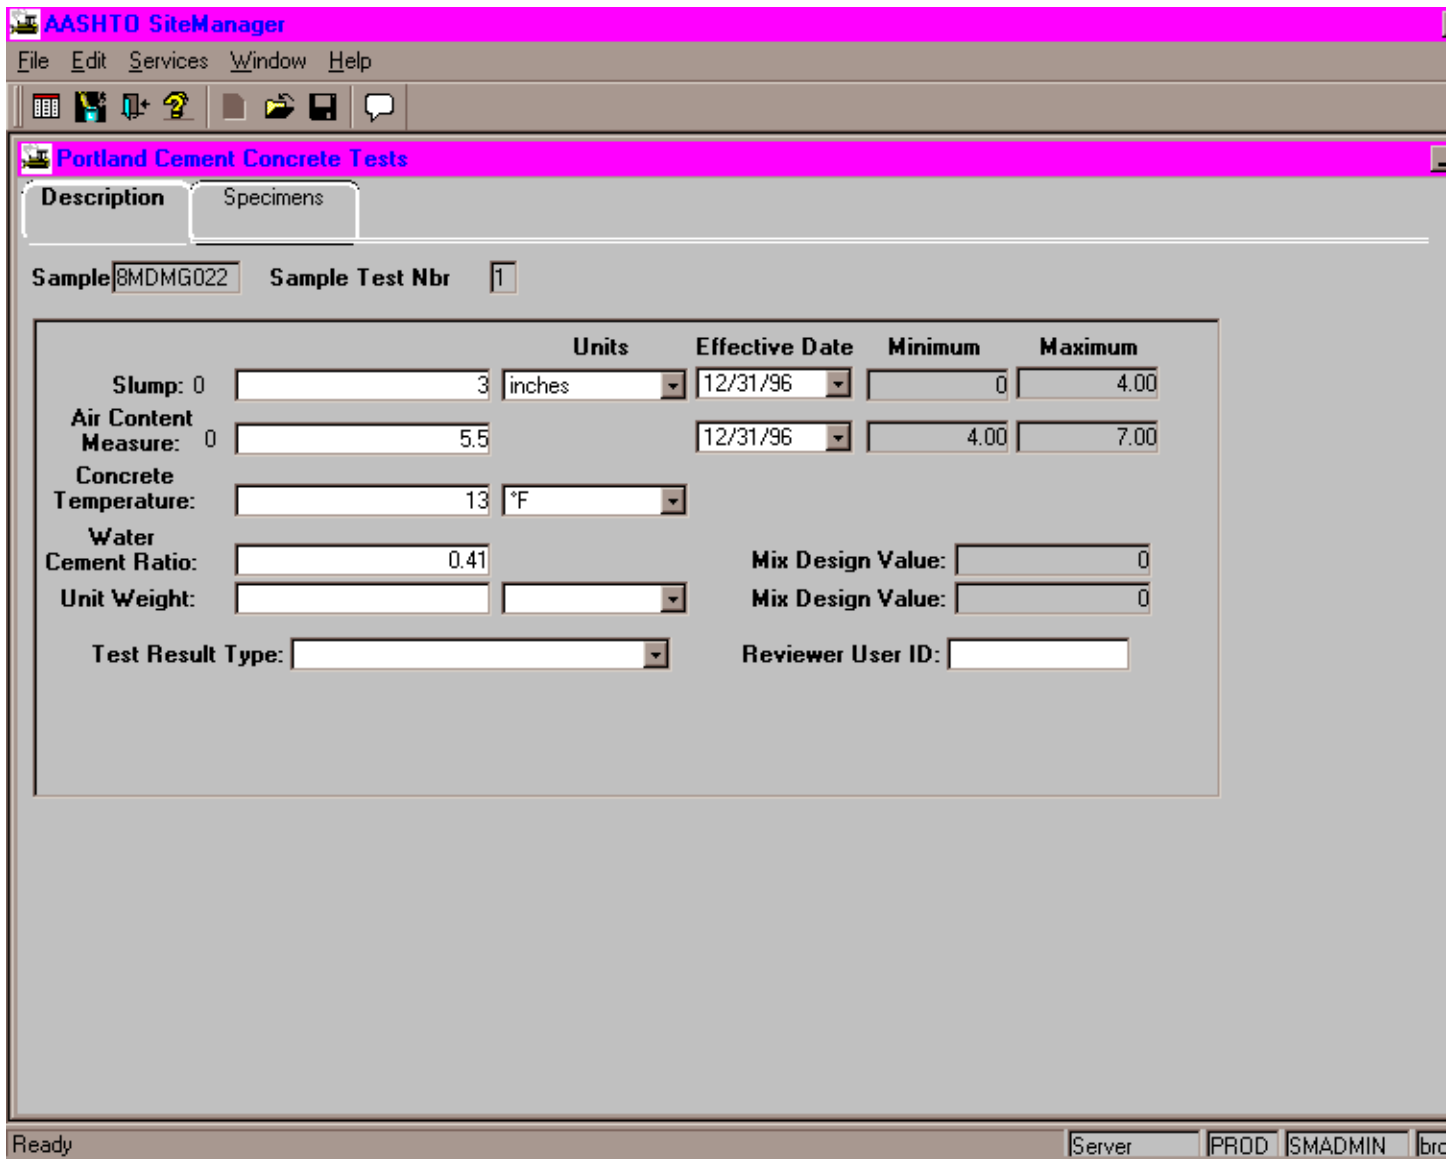 AASHTO SiteManager
File Edit Services Window Help
Portland Cement Concrete Tests
Description Specimens
Sample 8MDMG022 Sample Test Nbr 1
Units Effective Date Minimum Maximum
Slump: 0 3 inches 12/31/96 0 4.00
Air Content
Measure: 0 5.5 12/31/96 4.00 7.00
Concrete
Temperature: 13 °F
Water
Cement Ratio: 0.41 Mix Design Value: 0
Unit Weight: Mix Design Value: 0
Test Result Type: Reviewer User ID:
Ready Server PROD SMADMIN